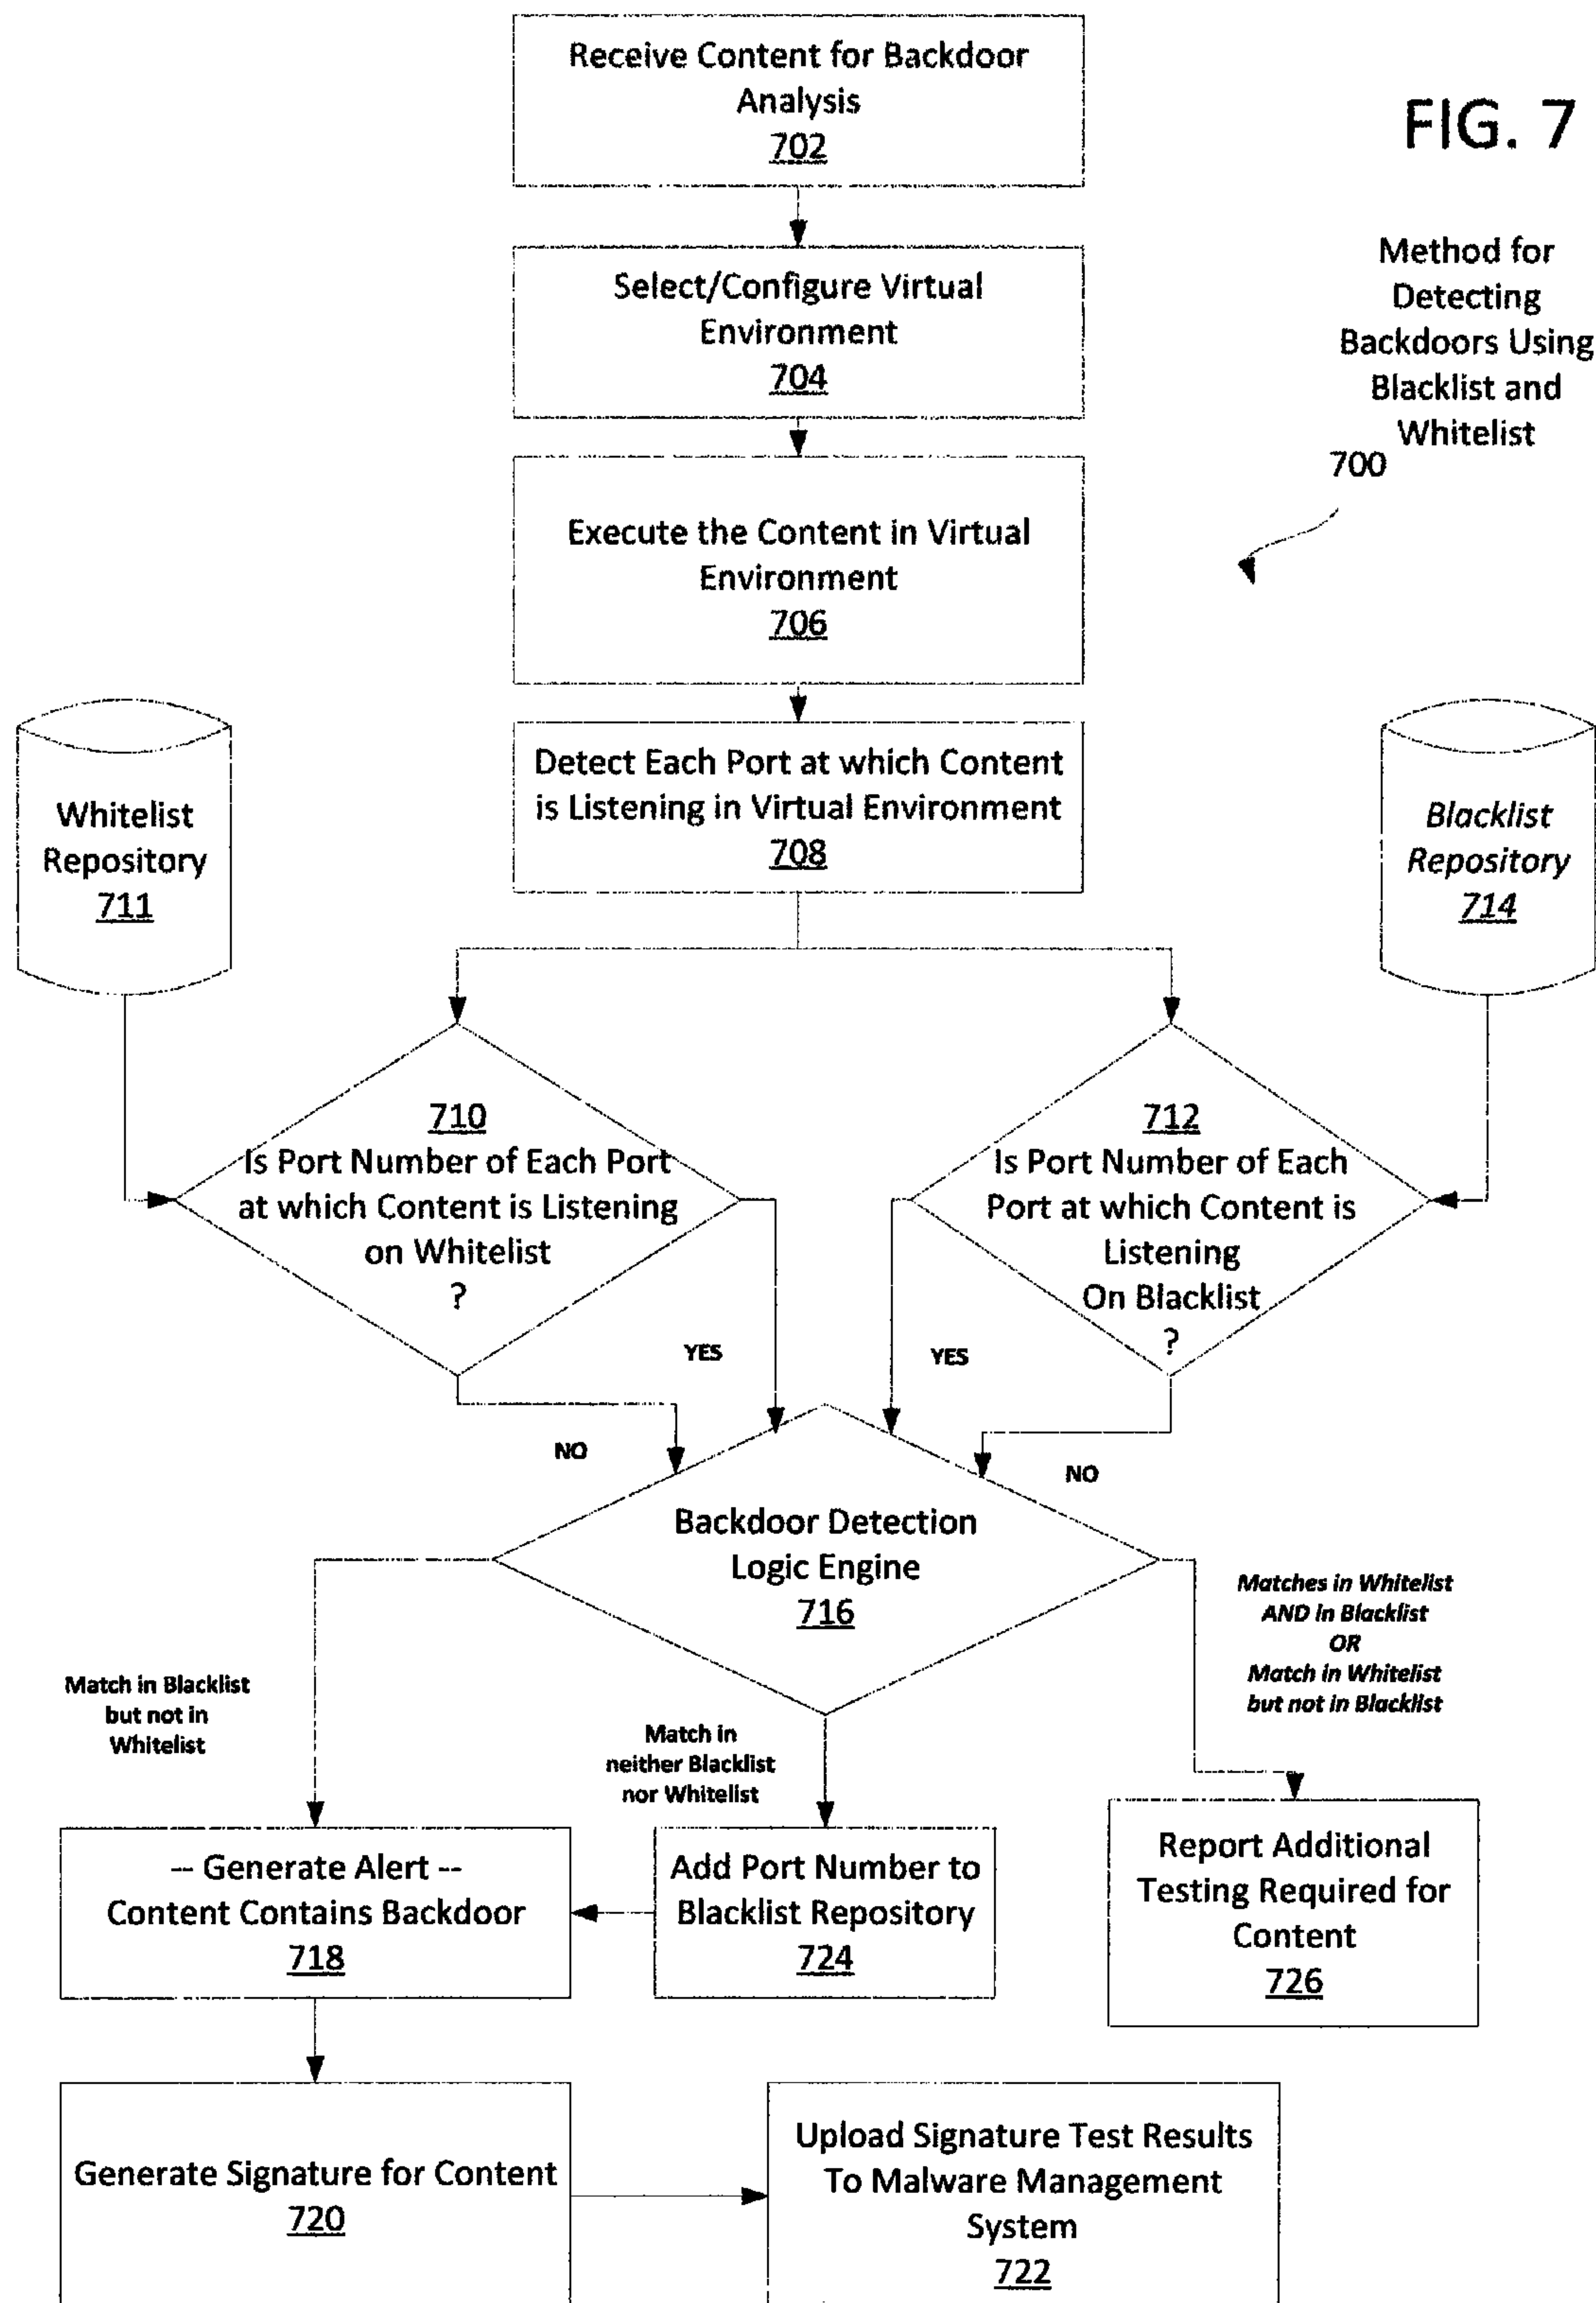 Receive Content for Backdoor
Analysis
702
FIG. 7
Method for
Detecting
Backdoors Using
Blacklist and
Whitelist
700
Select/Configure Virtual
Environment
704
Execute the Content in Virtual
Environment
706
Detect Each Port at which Content
is Listening in Virtual Environment
708
Whitelist
Repository
711
Blacklist
Repository
714
710
Is Port Number of Each Port
at which Content is Listening
on Whitelist
?
712
Is Port Number of Each
Port at which Content is
Listening
On Blacklist
?
YES
YES
NO
NO
Backdoor Detection
Logic Engine
716
Matches in Whitelist
AND in Blacklist
OR
Match in Whitelist
but not in Blacklist
Match in Blacklist
but not in
Whitelist
Match in
neither Blacklist
nor Whitelist
-- Generate Alert --
Content Contains Backdoor
718
Add Port Number to
Blacklist Repository
724
Report Additional
Testing Required for
Content
726
Generate Signature for Content
720
Upload Signature Test Results
To Malware Management
System
722